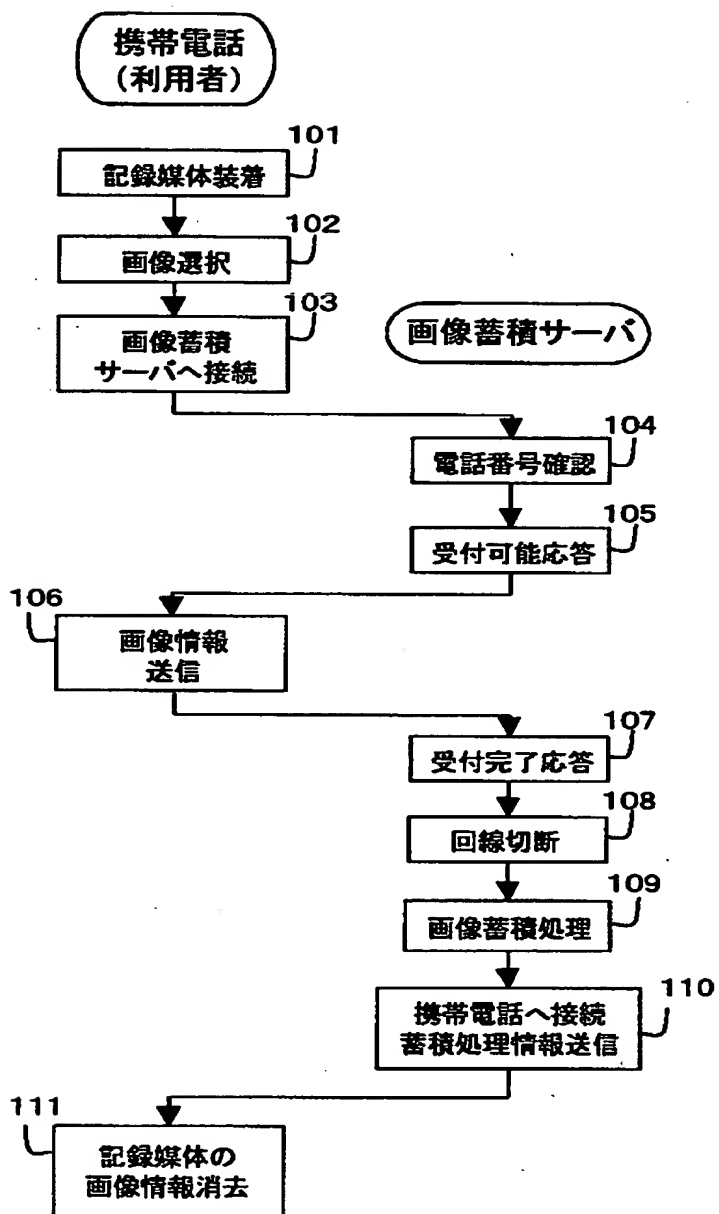 携帯電話
(利用者)
101
記録媒体装着
102
画像選択
103
画像蓄積
サーバへ接続
画像蓄積サーバ
104
電話番号確認
105
受付可能応答
106
画像情報
送信
107
受付完了応答
108
回線切断
109
画像蓄積処理
110
携帯電話へ接続
蓄積処理情報送信
111
記録媒体の
画像情報消去